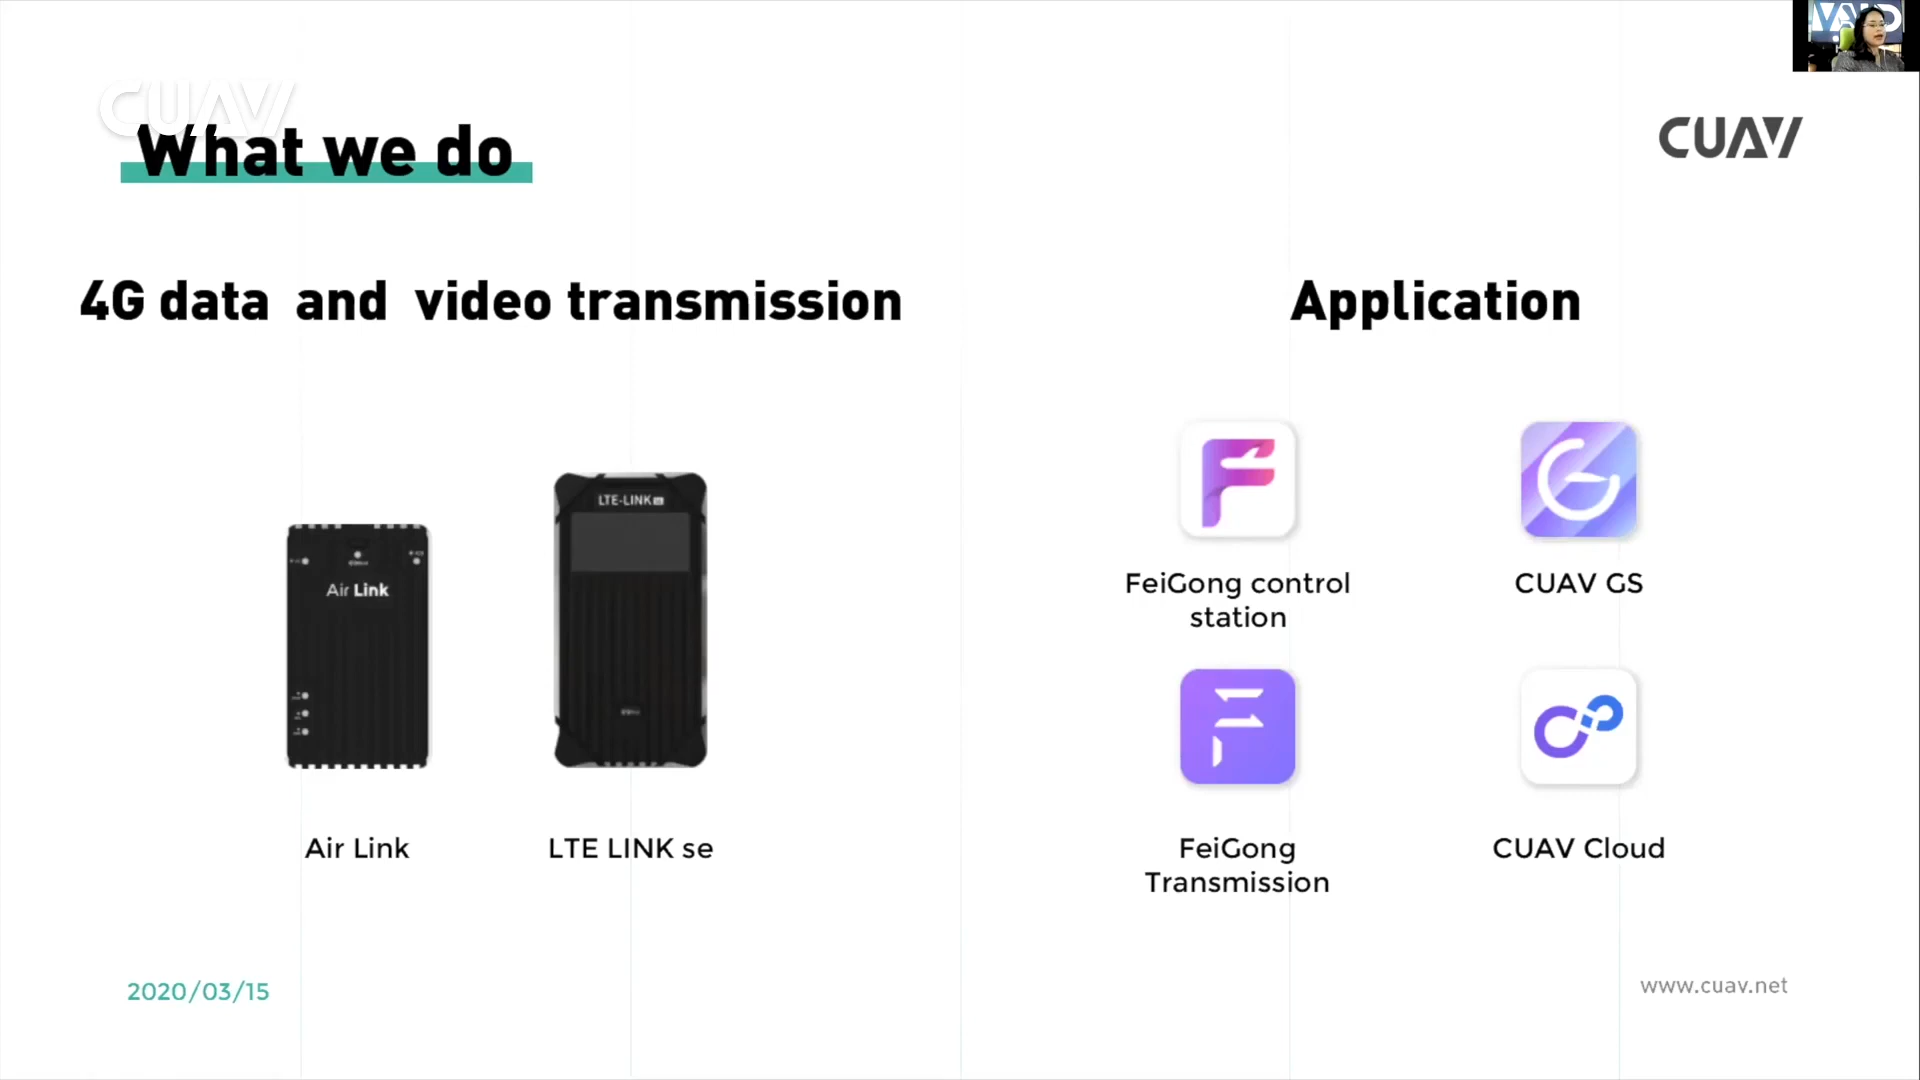 CUAV
What we do
CUAV
4G data and video transmission
Application
Air Link
LTE-LINK
FeiGong control
station
CUAV GS
Air Link
LTE LINK se
FeiGong
Transmission
CUAV Cloud
2020/03/15
www.cuav.net